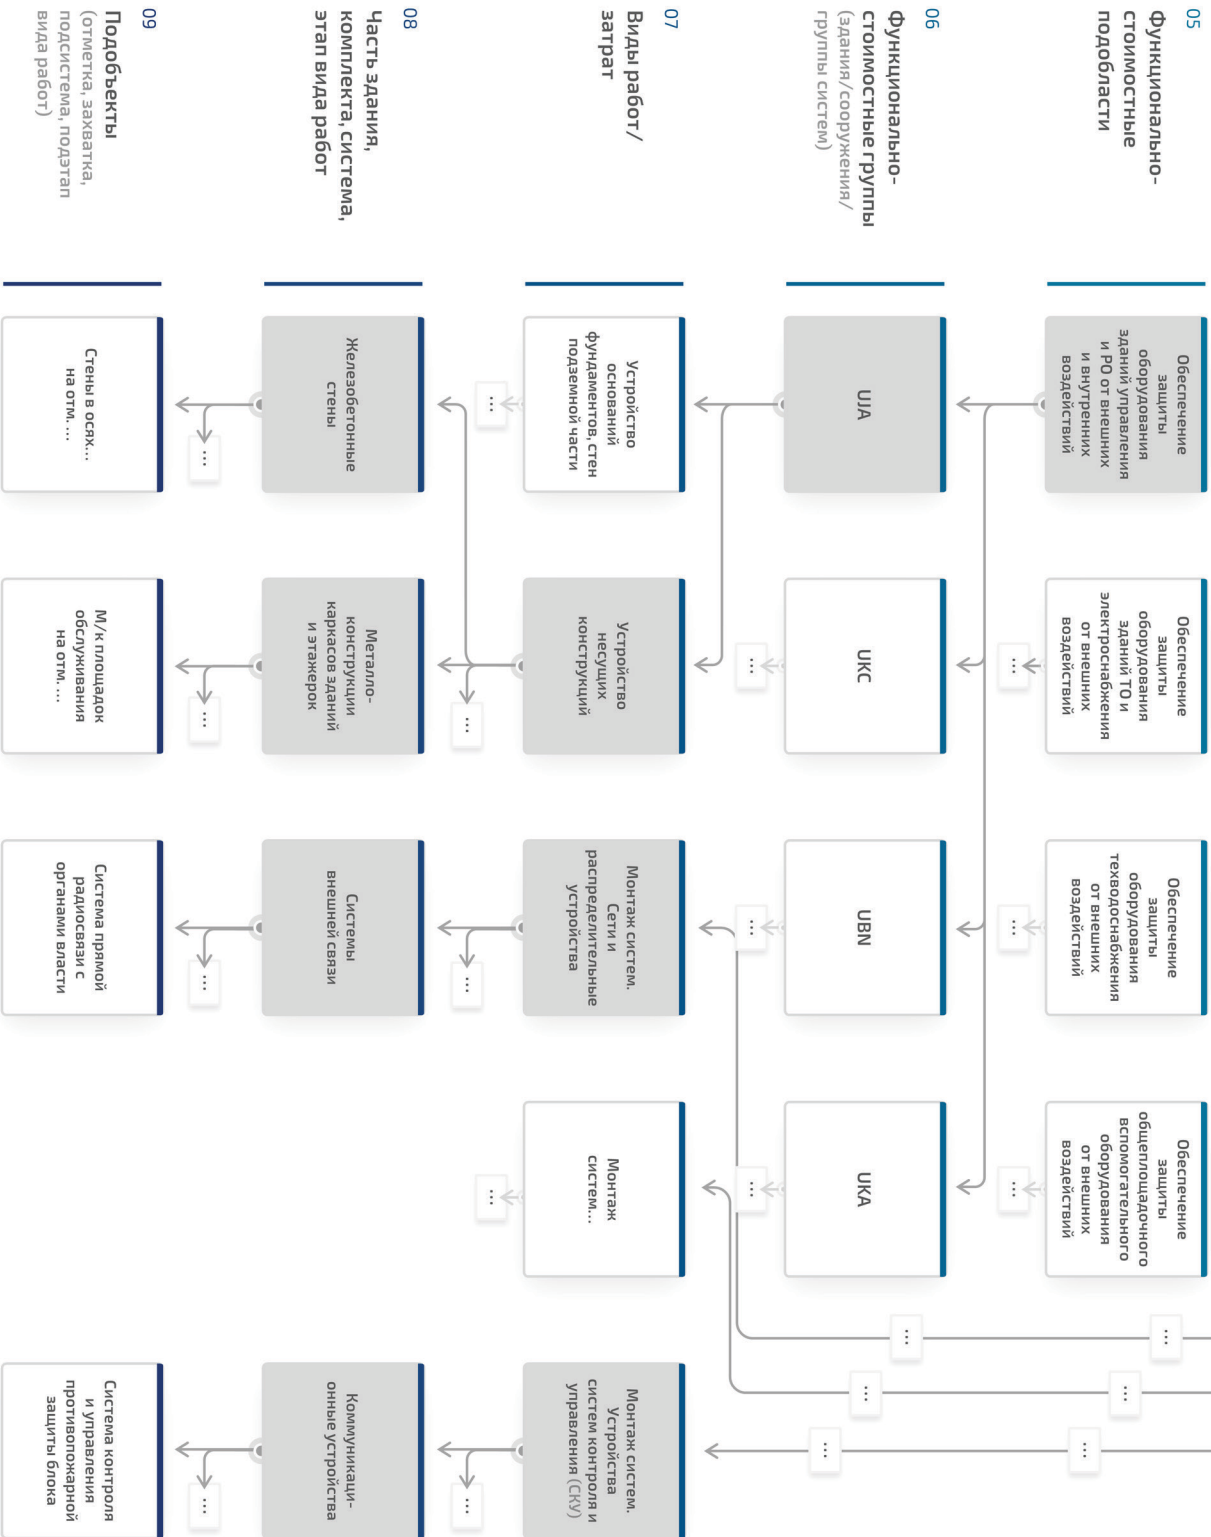 05
Функционально-
стоимостные
подобласти
Обеспечение
защиты
оборудования
зданий управления
и РО от внешних
и внутренних
воздействий
Обеспечение
защиты
оборудования
зданий ТО и
электроснабжения
от внешних
воздействий
...
Обеспечение
защиты
оборудования
техводоснабжения
от внешних
воздействий
...
Обеспечение
защиты
общеплощадочного
вспомогательного
оборудования
от внешних
воздействий
...
...
...
...
06
Функционально-
стоимостные группы
(здания/сооружения/
группы систем)
UJA
UKC
...
UBN
...
UKA
...
...
...
...
07
Виды работ/
затрат
Устройство
оснований
фундаментов, стен
подземной части
...
Устройство
несущих
конструкций
...
Монтаж систем.
Сети и
распределительные
устройства
...
Монтаж
систем...
...
Монтаж систем.
Устройства
систем контроля и
управления (СКУ)
...
08
Часть здания,
комплекта, система,
этап вида работ
Железобетонные
стены
...
Металло-
конструкции
каркасов зданий
и этажерок
...
Системы
внешней связи
...
Коммуникаци-
онные устройства
...
09
Подобъекты
(отметка, захватка,
подсистема, подэтап
вида работ)
Стены в осях...
на отм. ...
М/к площадок
обслуживания
на отм. ...
Система прямой
радиосвязи с
органами власти
Система контроля
и управления
противопожарной
защиты блока